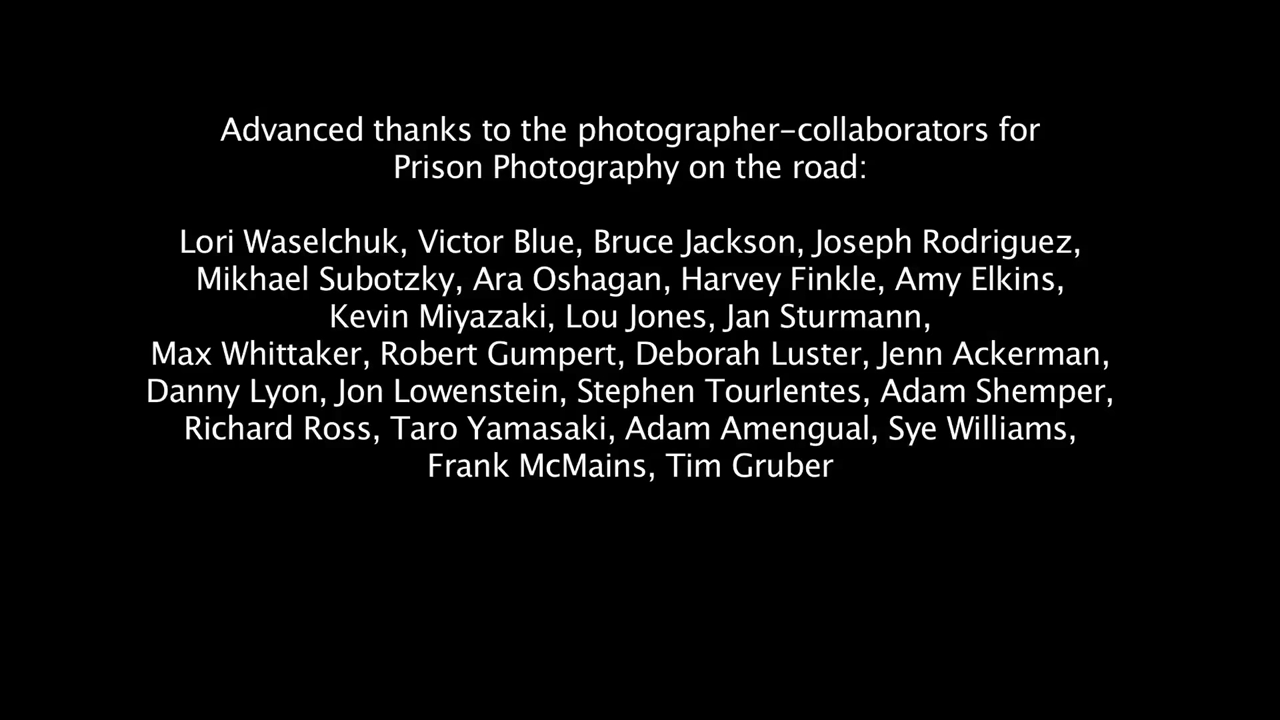 Advanced thanks to the photographer-collaborators for
Prison Photography on the road:
Lori Waselchuk, Victor Blue, Bruce Jackson, Joseph Rodriguez,
Mikhael Subotzky, Ara Oshagan, Harvey Finkle, Amy Elkins,
Kevin Miyazaki, Lou Jones, Jan Sturmann,
Max Whittaker, Robert Gumpert, Deborah Luster, Jenn Ackerman,
Danny Lyon, Jon Lowenstein, Stephen Tourlentes, Adam Shemper,
Richard Ross, Taro Yamasaki, Adam Amengual, Sye Williams,
Frank McMains, Tim Gruber